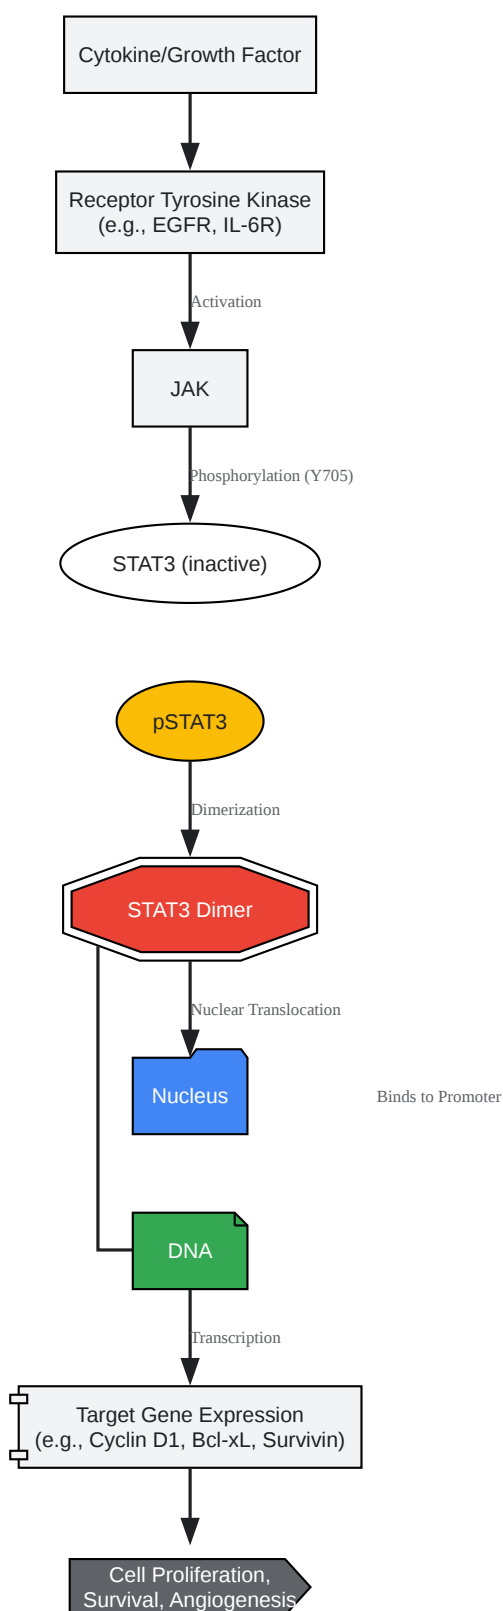 Cytokine/Growth Factor
Receptor Tyrosine Kinase
(e.g., EGFR, IL-6R)
Activation
JAK
Phosphorylation (Y705)
STAT3 (inactive)
pSTAT3
Dimerization
STAT3 Dimer
Nuclear Translocation
Nucleus
Binds to Promoter
DNA
Transcription
Target Gene Expression
(e.g., Cyclin D1, Bcl-xL, Survivin)
Cell Proliferation,
Survival, Angiogenesis